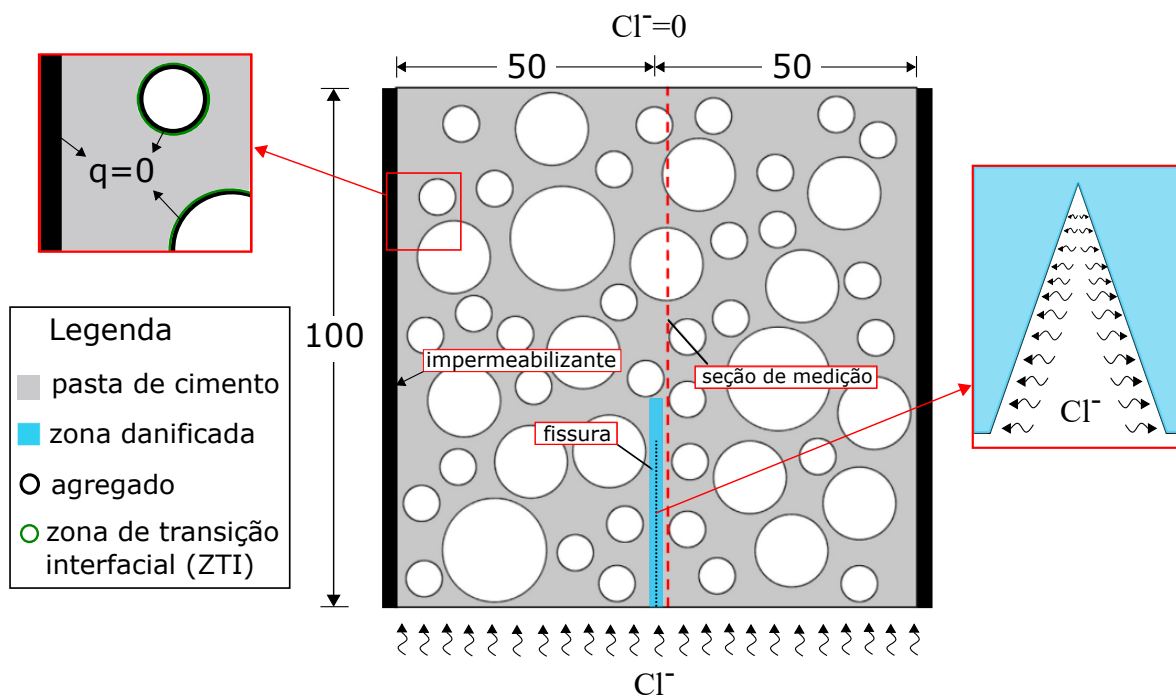 Cl⁻=0
50
50
q=0
100
Legenda
pasta de cimento
zona danificada
agregado
zona de transição
interfacial (ZTI)
impermeabilizante
seção de medição
fissura
Cl⁻
Cl⁻